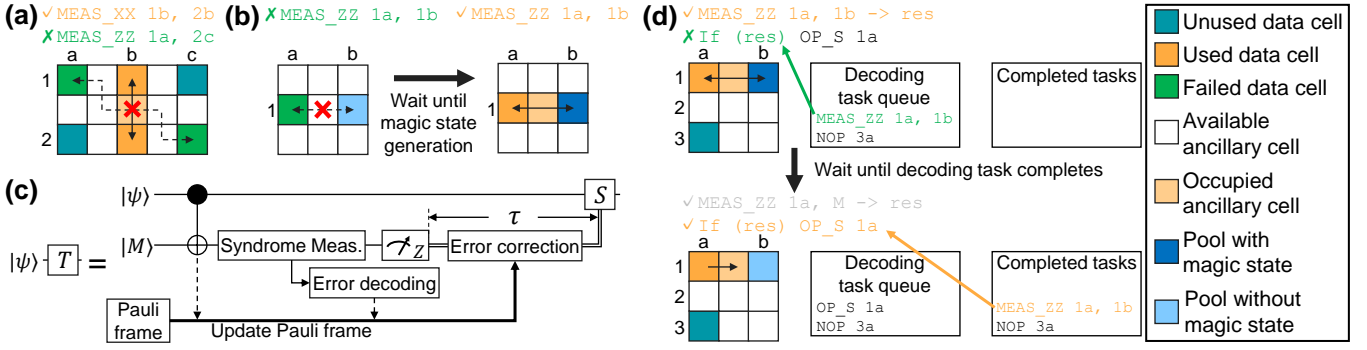 (a)
✓MEAS_XX 1b, 2b
✗MEAS_ZZ 1a, 2c
a b c
1
2
(b)
✗MEAS_ZZ 1a, 1b
✓MEAS_ZZ 1a, 1b
a b
1
Wait until
magic state
generation
a b
1
(c)
|ψ⟩ T =
|ψ⟩
S
τ
|M⟩
Syndrome Meas.
Z
Error correction
Error decoding
Pauli
frame
Update Pauli frame
(d)
✓MEAS_ZZ 1a, 1b -> res
✗If (res) OP_S 1a
a b
1
2
3
Decoding
task queue
MEAS_ZZ 1a, 1b
NOP 3a
Completed tasks
Wait until decoding task completes
✓MEAS_ZZ 1a, M -> res
✓If (res) OP_S 1a
a b
1
2
3
Decoding
task queue
OP_S 1a
NOP 3a
Completed tasks
MEAS_ZZ 1a, 1b
NOP 3a
Unused data cell
Used data cell
Failed data cell
Available
ancillary cell
Occupied
ancillary cell
Pool with
magic state
Pool without
magic state